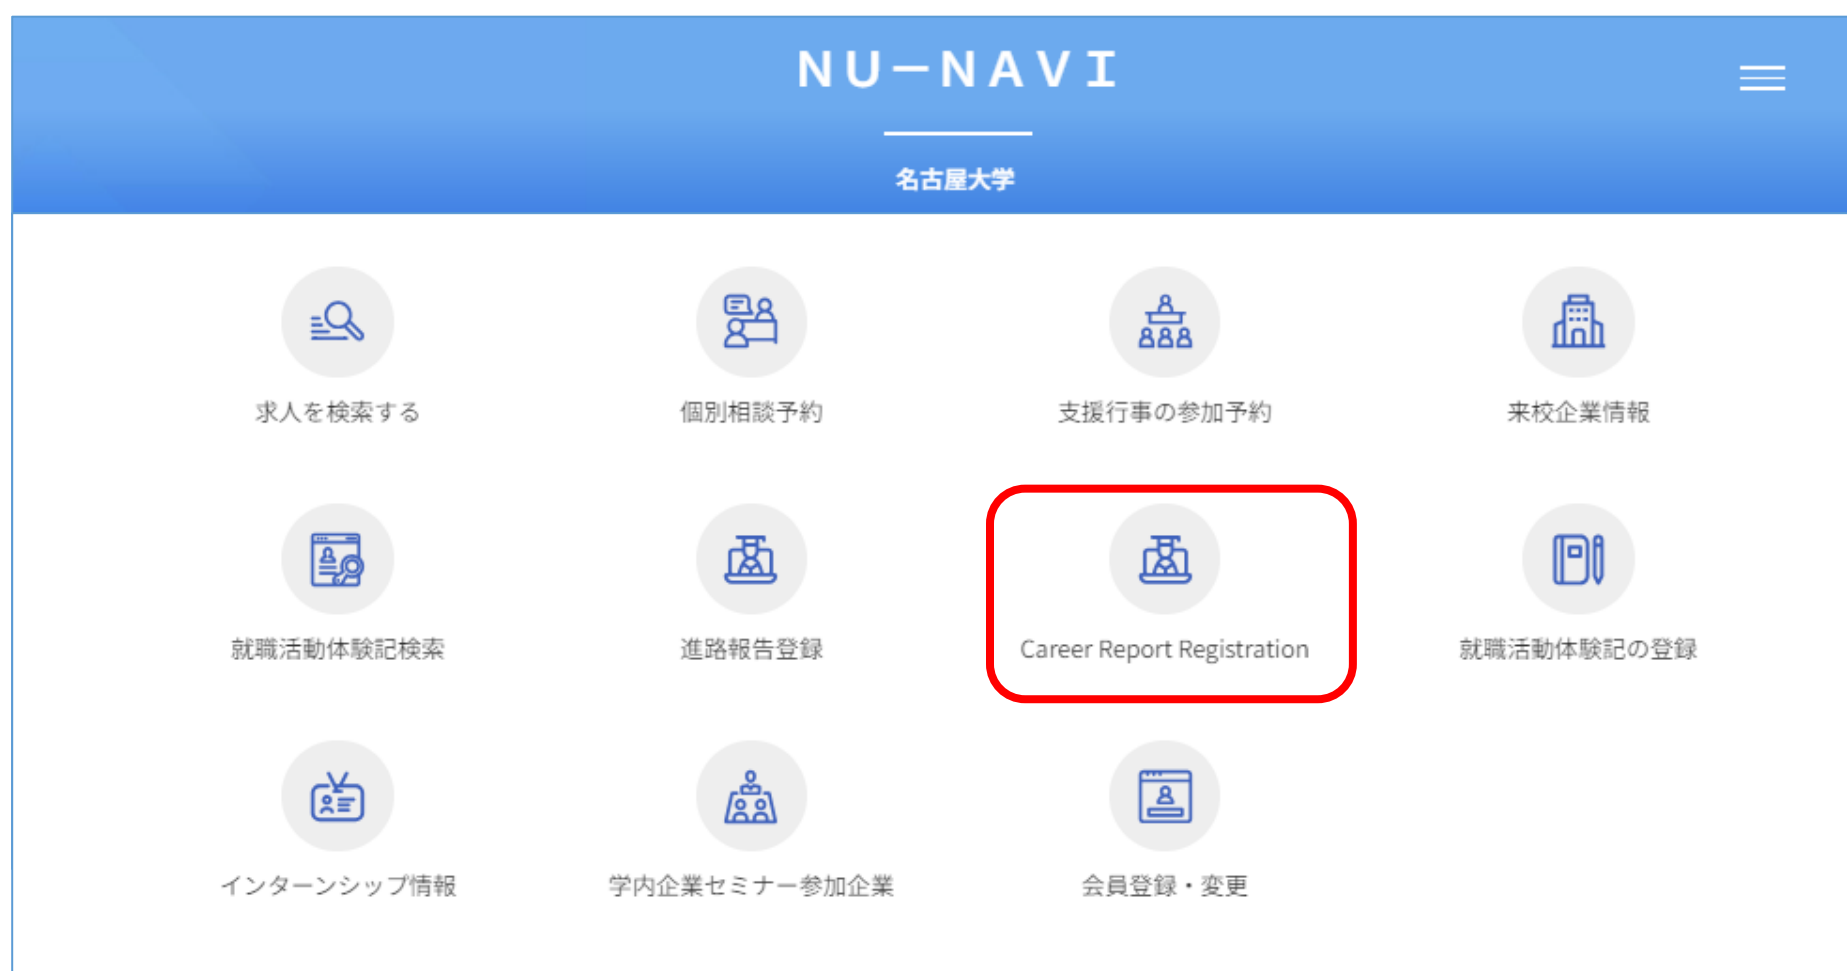 NU－NAVI
名古屋大学
求人を検索する
個別相談予約
支援行事の参加予約
来校企業情報
就職活動体験記検索
進路報告登録
Career Report Registration
就職活動体験記の登録
インターンシップ情報
学内企業セミナー参加企業
会員登録・変更